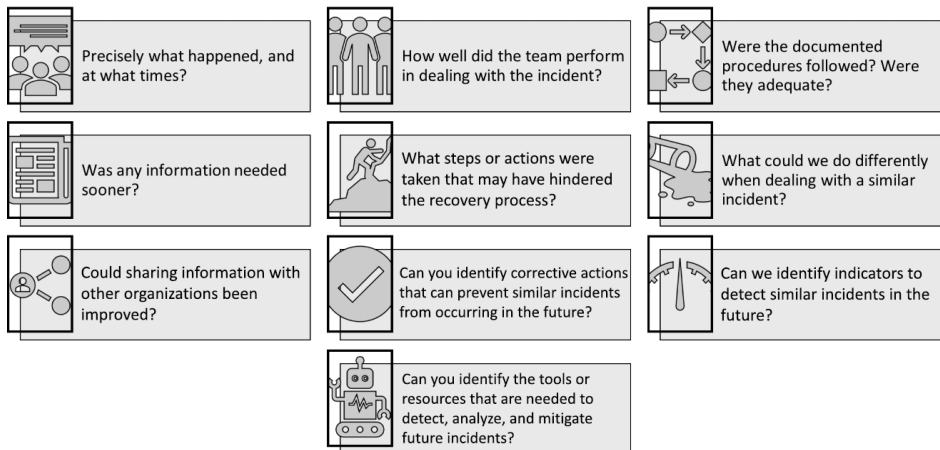 Precisely what happened, and
at what times?
How well did the team perform
in dealing with the incident?
Were the documented
procedures followed? Were
they adequate?
Was any information needed
sooner?
What steps or actions were
taken that may have hindered
the recovery process?
What could we do differently
when dealing with a similar
incident?
Could sharing information with
other organizations been
improved?
Can you identify corrective actions
that can prevent similar incidents
from occurring in the future?
Can we identify indicators to
detect similar incidents in the
future?
Can you identify the tools or
resources that are needed to
detect, analyze, and mitigate
future incidents?